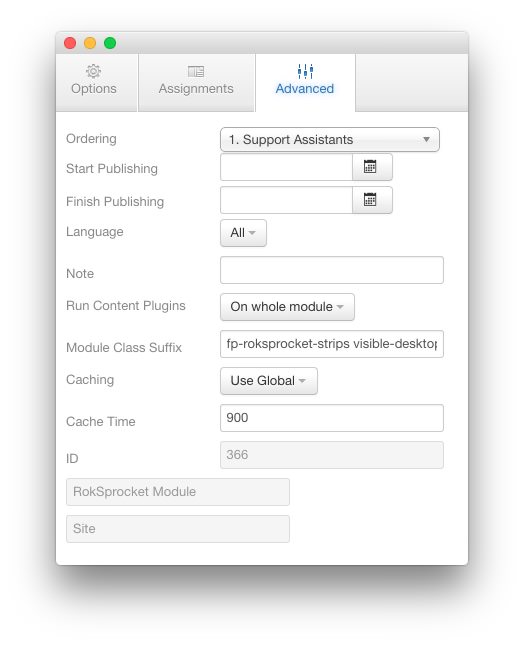 Options
Assignments
Advanced
Ordering
1. Support Assistants
Start Publishing
Finish Publishing
Language
All
Note
Run Content Plugins
On whole module
Module Class Suffix
fp-roksprocket-strips visible-desktop
Caching
Use Global
Cache Time
900
ID
366
RokSprocket Module
Site